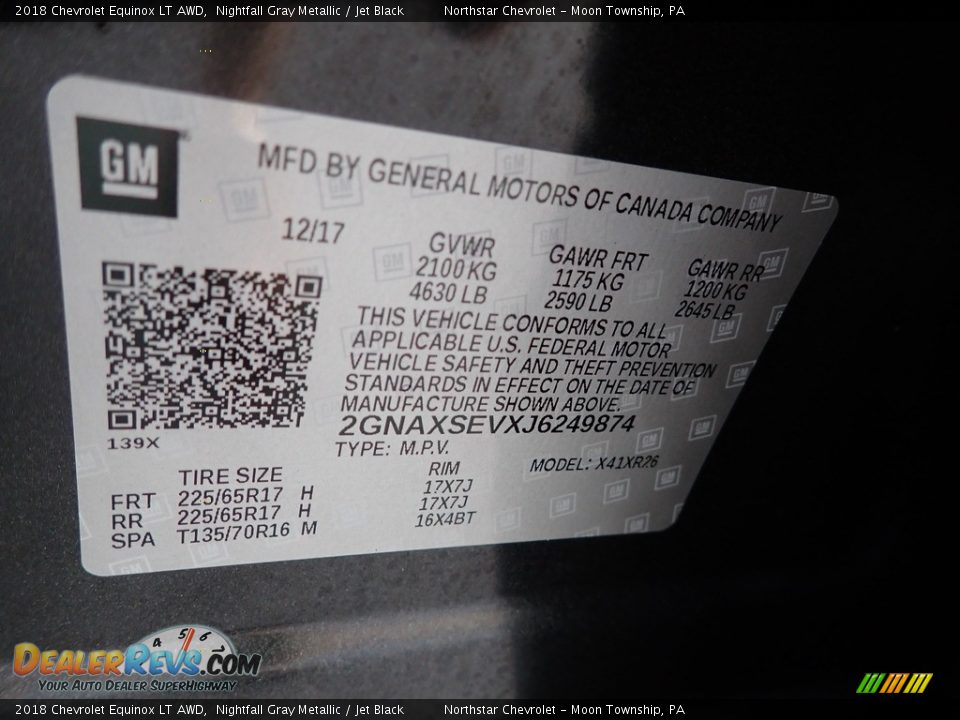 2018 Chevrolet Equinox LT AWD, Nightfall Gray Metallic / Jet Black Northstar Chevrolet – Moon Township, PA
GM
MFD BY GENERAL MOTORS OF CANADA COMPANY
12/17
GVWR GAWR FRT GAWR RR
2100 KG 1175 KG 1200 KG
4630 LB 2590 LB 2645 LB
THIS VEHICLE CONFORMS TO ALL
APPLICABLE U.S. FEDERAL MOTOR
VEHICLE SAFETY AND THEFT PREVENTION
STANDARDS IN EFFECT ON THE DATE OF
MANUFACTURE SHOWN ABOVE.
2GNAXSEVXJ6249874
139X
TYPE: M.P.V. MODEL: X41XR26
TIRE SIZE RIM
FRT 225/65R17 H 17X7J
RR 225/65R17 H 17X7J
SPA T135/70R16 M 16X4BT
4 5 6
DEALERREVS.COM
YOUR AUTO DEALER SUPERHIGHWAY
2018 Chevrolet Equinox LT AWD, Nightfall Gray Metallic / Jet Black Northstar Chevrolet – Moon Township, PA